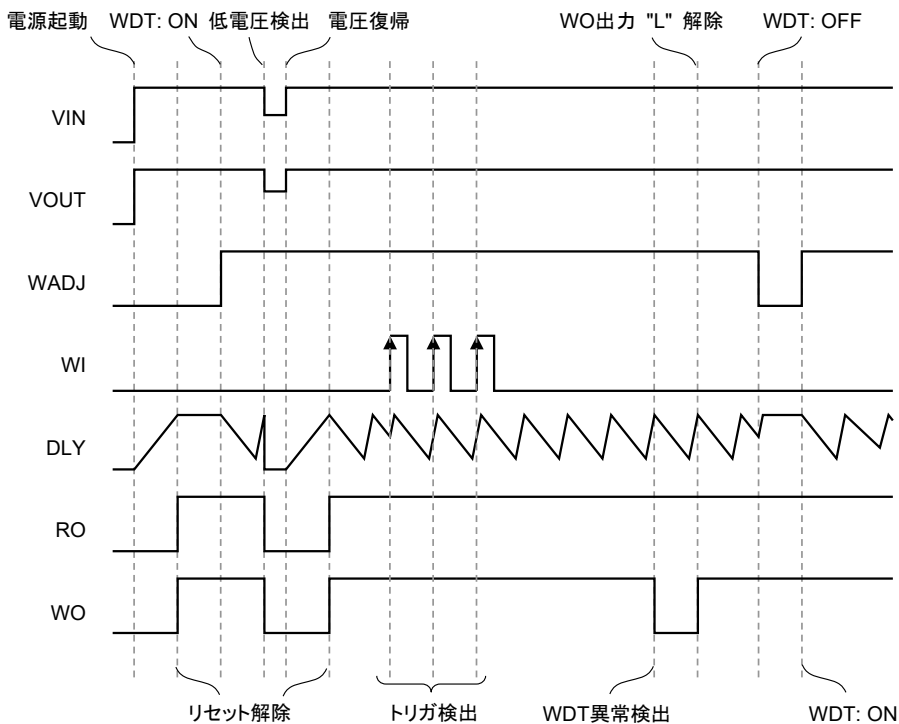 電源起動 WDT: ON 低電圧検出 電圧復帰 WO出力 "L" 解除 WDT: OFF
VIN
VOUT
WADJ
WI
DLY
RO
WO
リセット解除 トリガ検出 WDT異常検出 WDT: ON